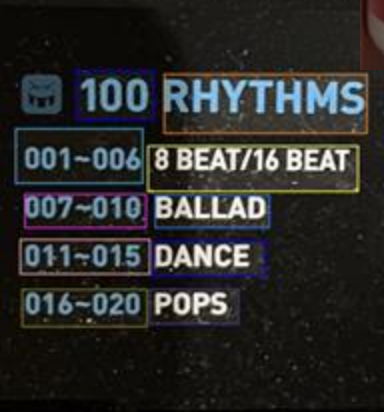 100 RHYTHMS
001~006 8 BEAT/16 BEAT
007~010 BALLAD
011~015 DANCE
016~020 POPS